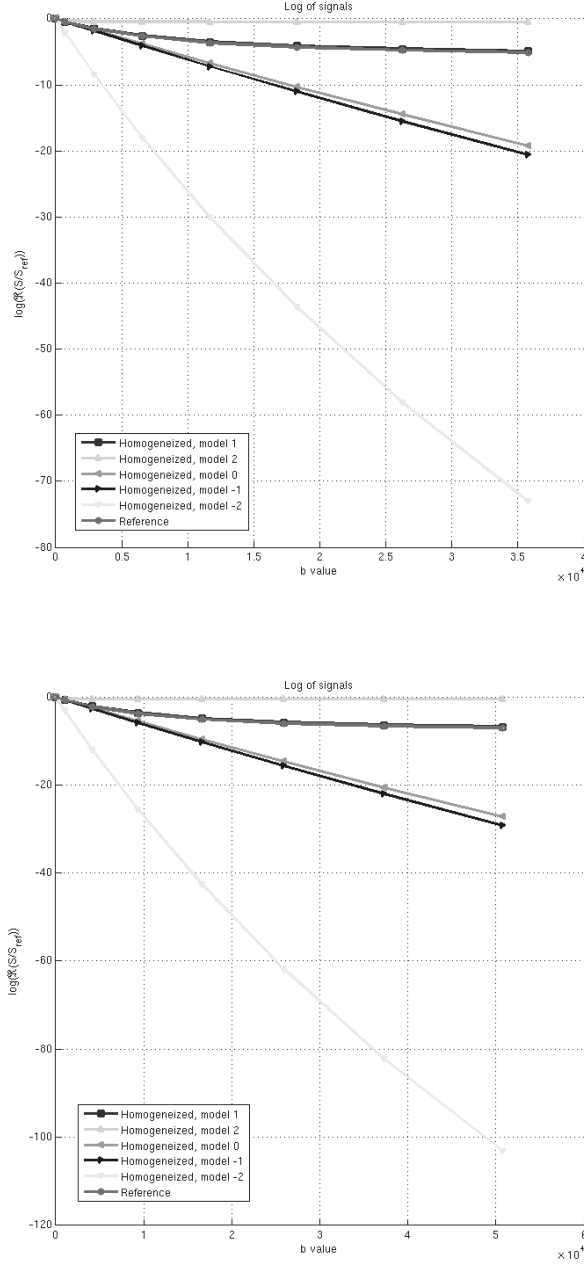 Log of signals
0
-10
-20
-30
-40
-50
-60
-70
-80
log(ℜ(S/S_ref))
Homogeneized, model 1
Homogeneized, model 2
Homogeneized, model 0
Homogeneized, model -1
Homogeneized, model -2
Reference
0 0.5 1 1.5 2 2.5 3 3.5 4
b value
× 10⁴
Log of signals
0
-20
-40
-60
-80
-100
-120
log(ℜ(S/S_ref))
Homogeneized, model 1
Homogeneized, model 2
Homogeneized, model 0
Homogeneized, model -1
Homogeneized, model -2
Reference
0 1 2 3 4 5 6
b value
× 10⁴